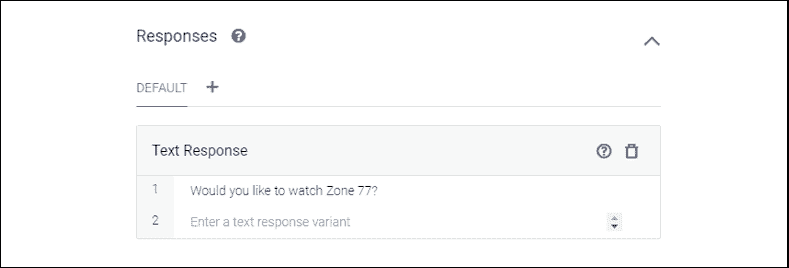 Responses ?
DEFAULT +
Text Response ?
1 Would you like to watch Zone 77?
2 Enter a text response variant